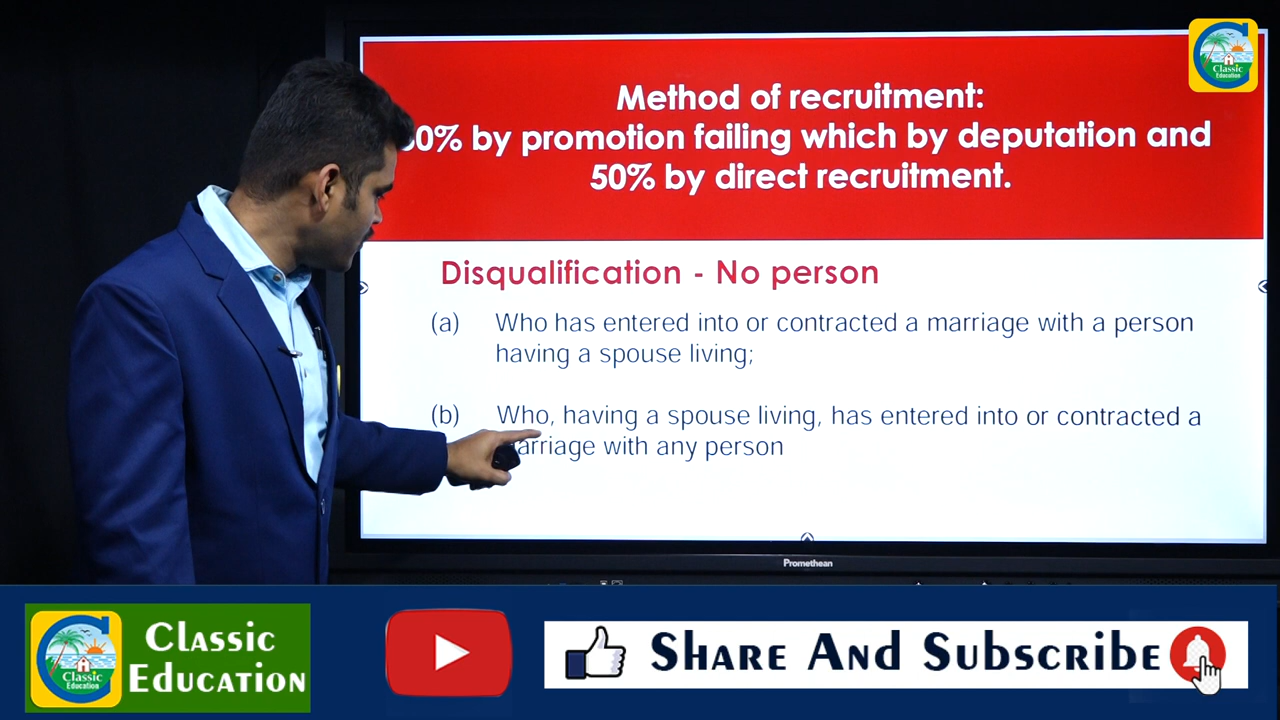 Classic
Education
Method of recruitment:
0% by promotion failing which by deputation and
50% by direct recruitment.
Disqualification - No person
(a) Who has entered into or contracted a marriage with a person
having a spouse living;
(b) Who, having a spouse living, has entered into or contracted a
arriage with any person
Promethean
Classic
Education
Classic
Education
Share And Subscribe